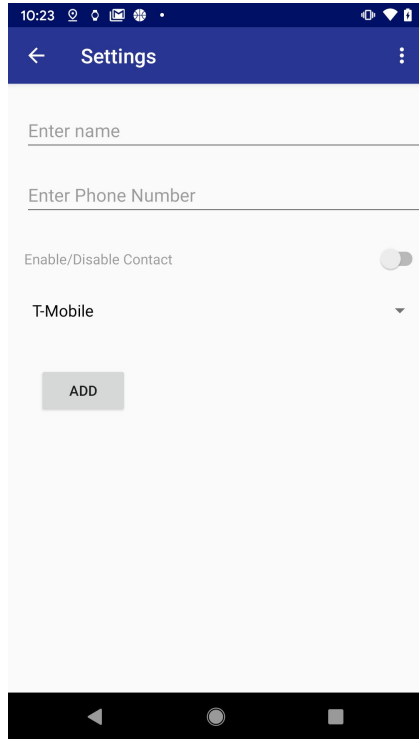 10:23
Settings
Enter name
Enter Phone Number
Enable/Disable Contact
T-Mobile
ADD